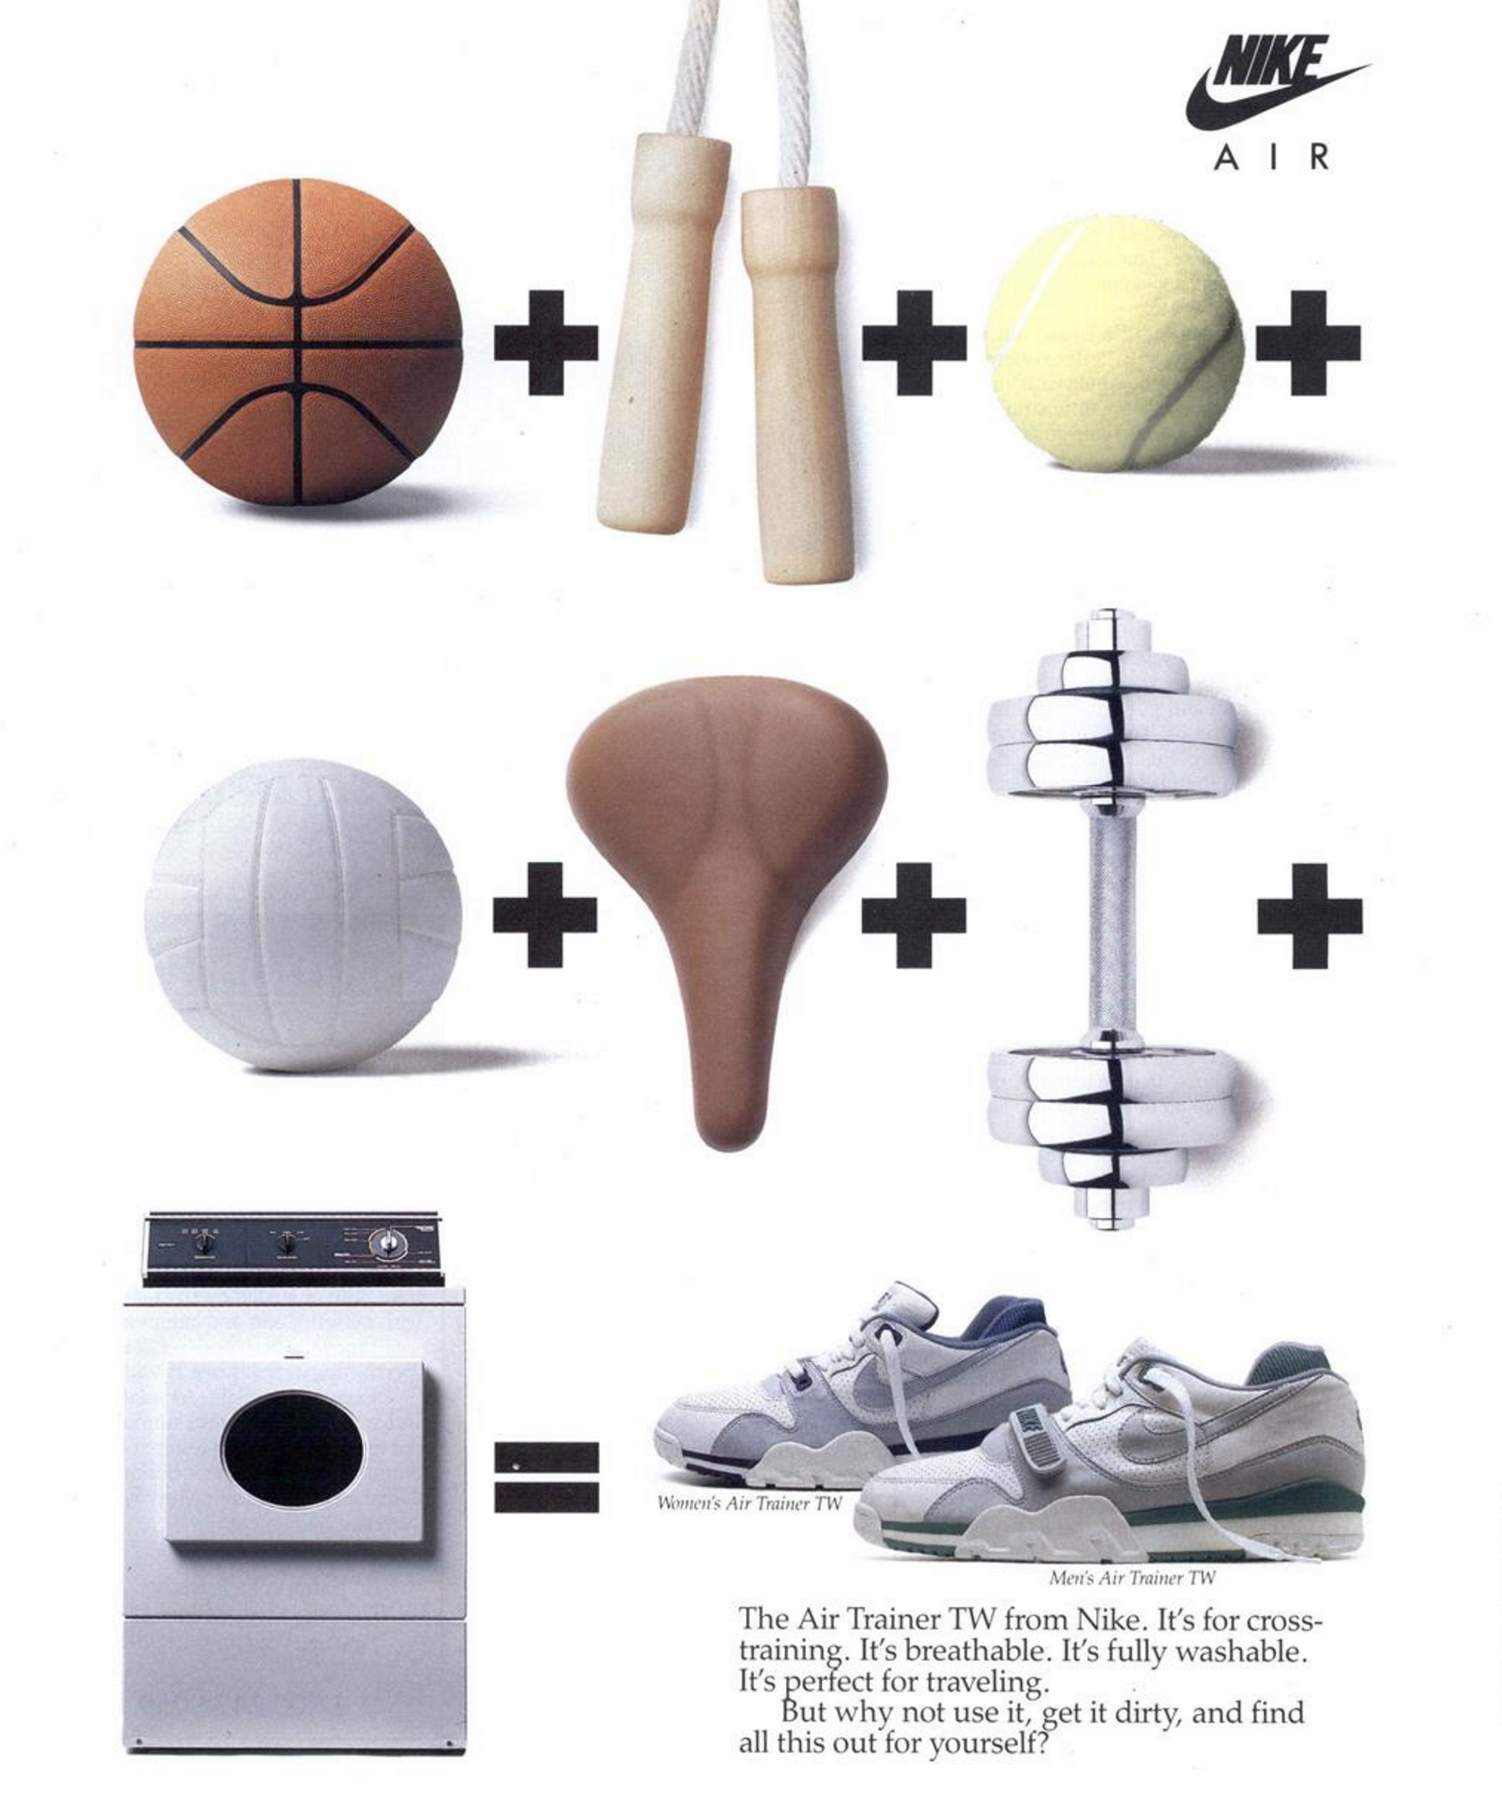 NIKE
AIR
Women's Air Trainer TW
Men's Air Trainer TW
The Air Trainer TW from Nike. It's for cross-
training. It's breathable. It's fully washable.
It's perfect for traveling.
But why not use it, get it dirty, and find
all this out for yourself?